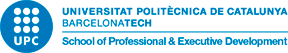 UPC
UNIVERSITAT POLITÈCNICA DE CATALUNYA
BARCELONATECH
School of Professional & Executive Development